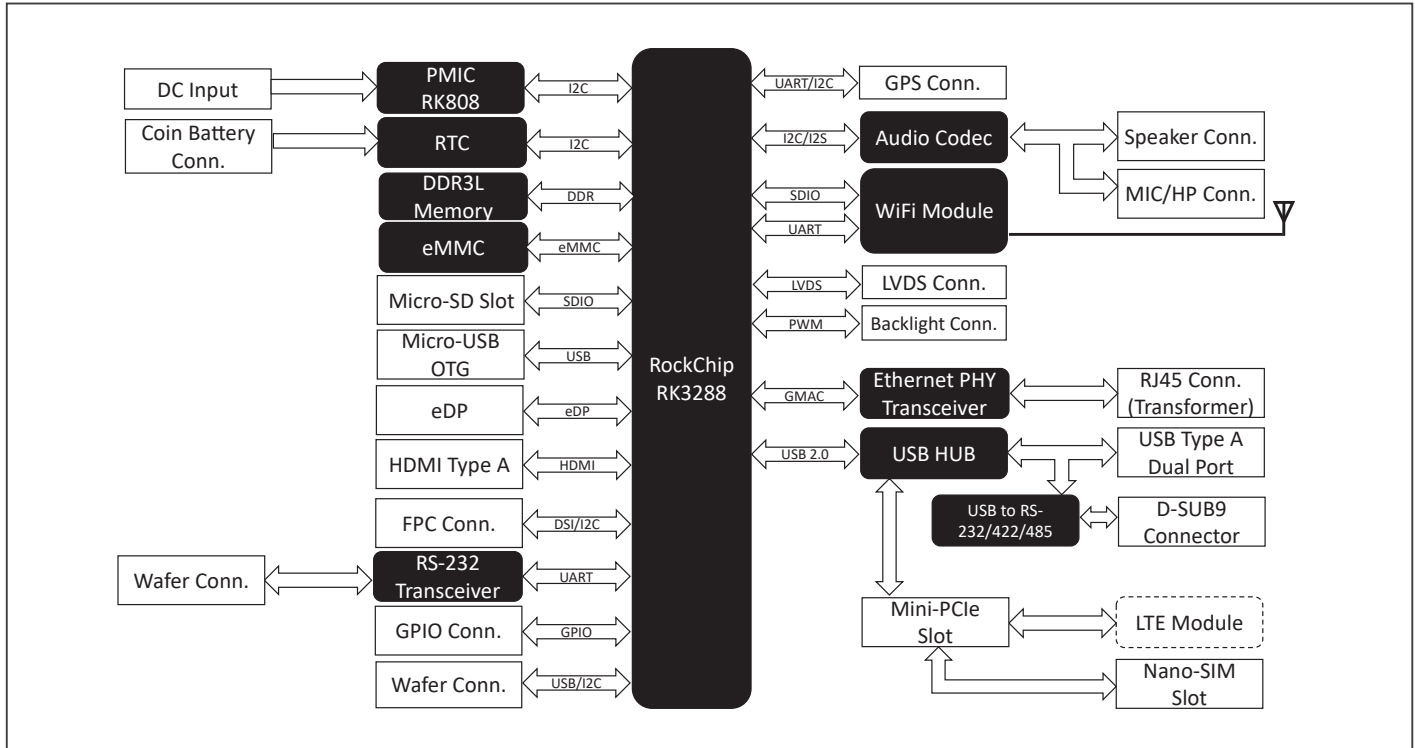 DC Input
PMIC
RK808
I2C
Coin Battery
Conn.
RTC
I2C
DDR3L
Memory
DDR
eMMC
eMMC
Micro-SD Slot
SDIO
Micro-USB
OTG
USB
eDP
eDP
HDMI Type A
HDMI
FPC Conn.
DSI/I2C
Wafer Conn.
RS-232
Transceiver
UART
GPIO Conn.
GPIO
Wafer Conn.
USB/I2C
RockChip
RK3288
UART/I2C
GPS Conn.
I2C/I2S
Audio Codec
Speaker Conn.
MIC/HP Conn.
SDIO
UART
WiFi Module
LVDS
LVDS Conn.
PWM
Backlight Conn.
GMAC
Ethernet PHY
Transceiver
RJ45 Conn.
(Transformer)
USB 2.0
USB HUB
USB Type A
Dual Port
USB to RS-
232/422/485
D-SUB9
Connector
Mini-PCIe
Slot
LTE Module
Nano-SIM
Slot